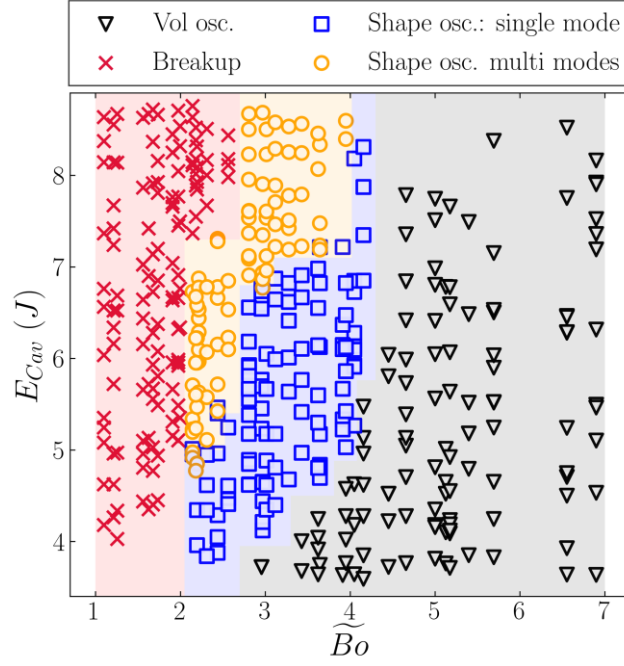 Vol osc. Shape osc.: single mode
Breakup Shape osc. multi modes
8
7
6
5
4
E_{Cav} (J)
1 2 3 4 5 6 7
\widetilde{Bo}